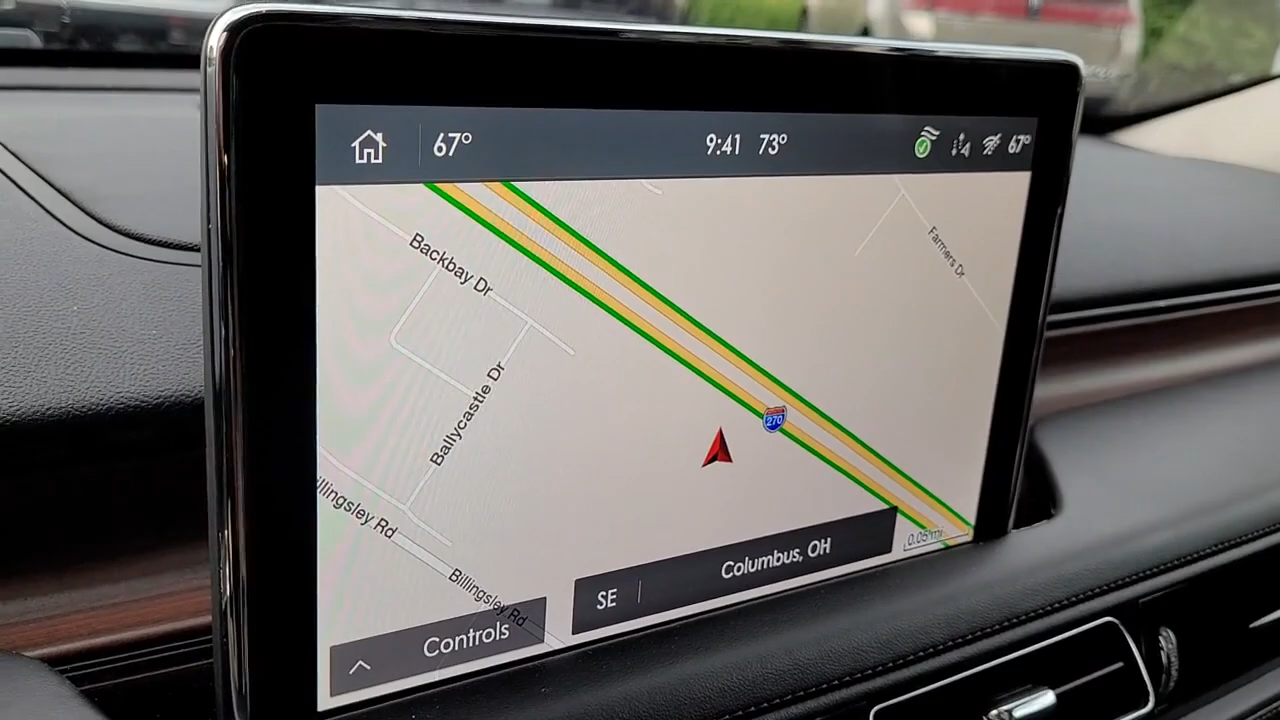 67° 9:41 73° 67°
Farmers Dr
Backbay Dr
Ballycastle Dr
270
illingsley Rd
0.05 mi
Columbus, OH
SE
Billingsley Rd
Controls